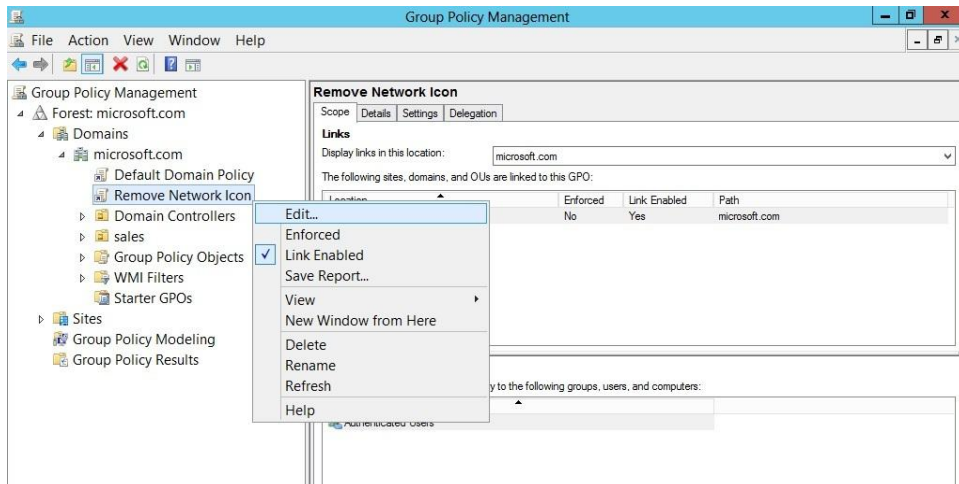 Group Policy Management
File Action View Window Help
Group Policy Management
Forest: microsoft.com
Domains
microsoft.com
Default Domain Policy
Remove Network Icon
Domain Controllers
sales
Group Policy Objects
WMI Filters
Starter GPOs
Sites
Group Policy Modeling
Group Policy Results
Edit...
Enforced
Link Enabled
Save Report...
View
New Window from Here
Delete
Rename
Refresh
Help
Remove Network Icon
Scope Details Settings Delegation
Links
Display links in this location: microsoft.com
The following sites, domains, and OUs are linked to this GPO:
Location Enforced Link Enabled Path
No Yes microsoft.com
y to the following groups, users, and computers:
Authenticated Users